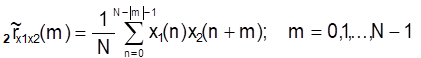 ₂r̃ₓ₁ₓ₂(m) = 1/N ∑_{n=0}^{N-|m|-1} x₁(n)x₂(n+m);  m = 0,1,...,N − 1